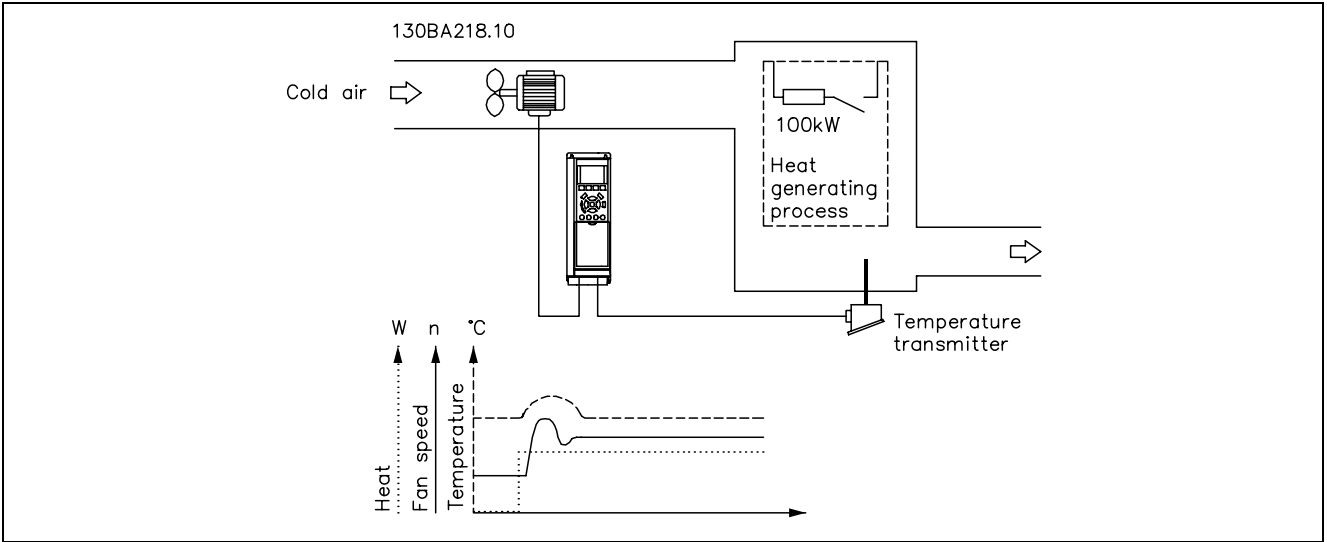 130BA218.10
Cold air
100kW
Heat
generating
process
Temperature
transmitter
W n °C
Heat
Fan speed
Temperature